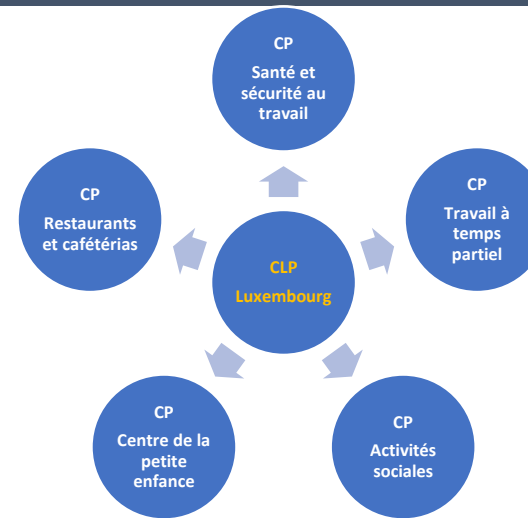 CP
Santé et
sécurité au
travail
CP
Restaurants
et cafétérias
CP
Travail à
temps
partiel
CLP
Luxembourg
CP
Centre de la
petite
enfance
CP
Activités
sociales